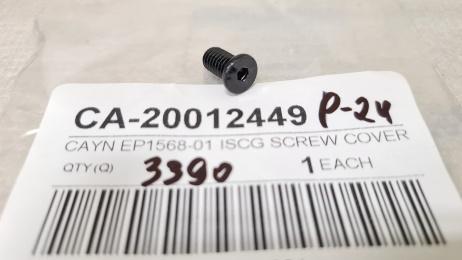 CA-20012449 P-24
CAYN EP1568-01 ISCG SCREW COVER
QTY(Q) 3390 1 EACH